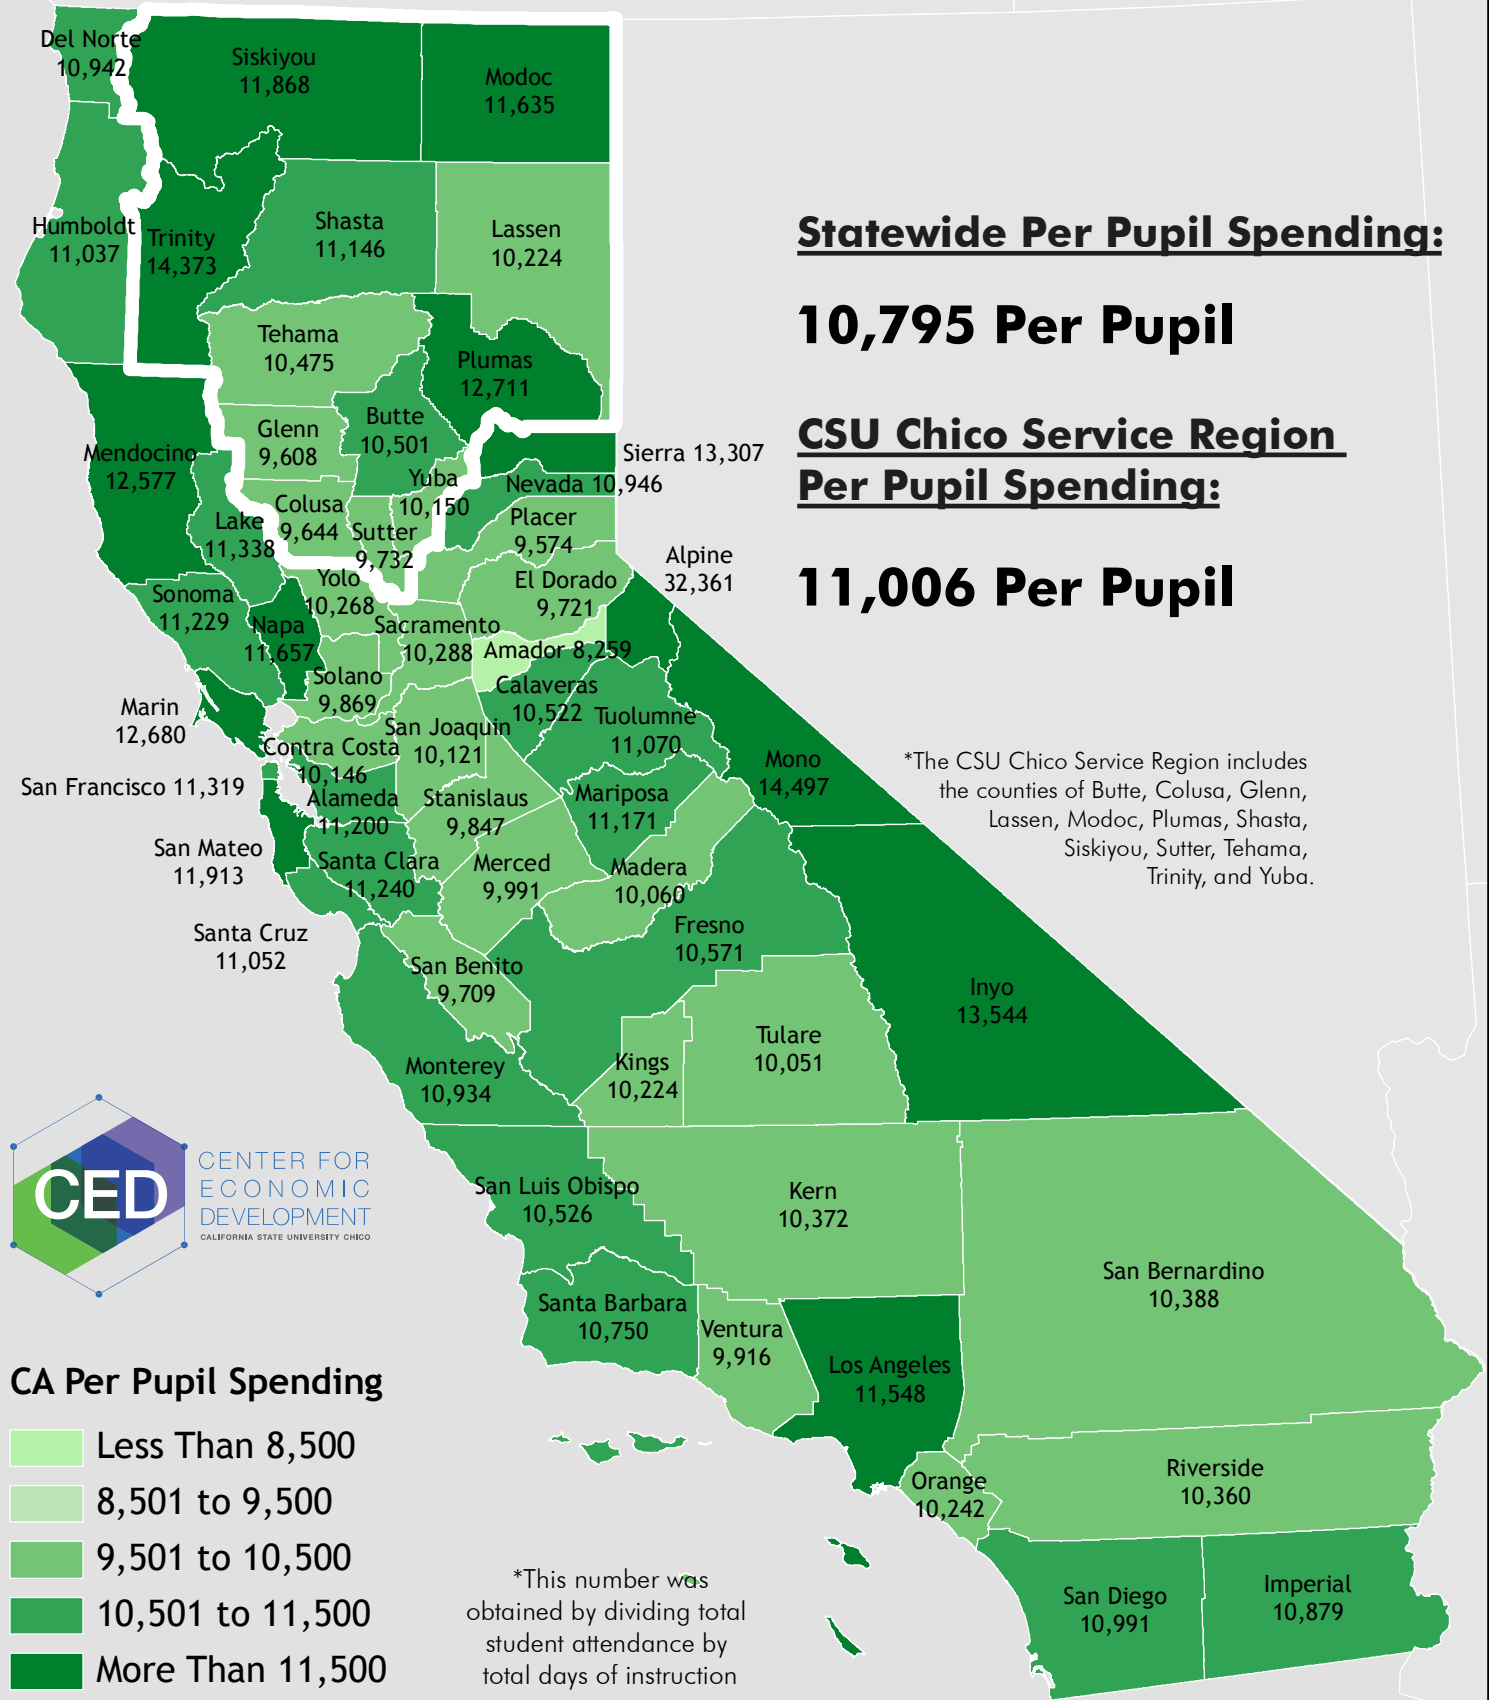 Del Norte
10,942
Siskiyou
11,868
Modoc
11,635
Humboldt
11,037
Trinity
14,373
Shasta
11,146
Lassen
10,224
Statewide Per Pupil Spending:
10,795 Per Pupil
Tehama
10,475
Plumas
12,711
Butte
10,501
Glenn
9,608
CSU Chico Service Region
Per Pupil Spending:
11,006 Per Pupil
Mendocino
12,577
Sierra 13,307
Yuba
10,150
Nevada 10,946
Colusa
9,644
Lake
11,338
Sutter
9,732
Placer
9,574
Alpine
32,361
Yolo
10,268
El Dorado
9,721
Sonoma
11,229
Napa
11,657
Sacramento
10,288
Amador 8,259
Solano
9,869
Calaveras
10,522
Marin
12,680
San Joaquin
10,121
Tuolumne
11,070
Contra Costa
10,146
Mono
14,497
*The CSU Chico Service Region includes
the counties of Butte, Colusa, Glenn,
Lassen, Modoc, Plumas, Shasta,
Siskiyou, Sutter, Tehama,
Trinity, and Yuba.
San Francisco 11,319
Alameda
11,200
Stanislaus
9,847
Mariposa
11,171
San Mateo
11,913
Santa Clara
11,240
Merced
9,991
Madera
10,060
Santa Cruz
11,052
Fresno
10,571
San Benito
9,709
Inyo
13,544
Monterey
10,934
Kings
10,224
Tulare
10,051
CED
CENTER FOR
ECONOMIC
DEVELOPMENT
CALIFORNIA STATE UNIVERSITY CHICO
San Luis Obispo
10,526
Kern
10,372
San Bernardino
10,388
Santa Barbara
10,750
Ventura
9,916
Los Angeles
11,548
Orange
10,242
Riverside
10,360
San Diego
10,991
Imperial
10,879
CA Per Pupil Spending
Less Than 8,500
8,501 to 9,500
9,501 to 10,500
10,501 to 11,500
More Than 11,500
*This number was
obtained by dividing total
student attendance by
total days of instruction